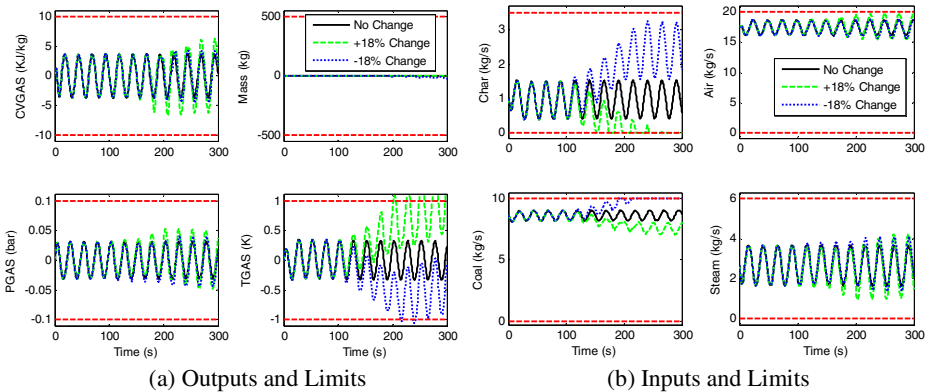 10
5
0
-5
-10
0 100 200 300
CVGAS (KJ/kg)
500
0
-500
0 100 200 300
Mass (kg)
No Change
+18% Change
-18% Change
0.1
0.05
0
-0.05
-0.1
0 100 200 300
PGAS (bar)
Time (s)
1
0.5
0
-0.5
-1
0 100 200 300
TGAS (K)
Time (s)
(a) Outputs and Limits
3
2
1
0
0 100 200 300
Char (kg/s)
20
15
10
5
0
0 100 200 300
Air (kg/s)
No Change
+18% Change
-18% Change
10
5
0
0 100 200 300
Coal (kg/s)
Time (s)
6
4
2
0
0 100 200 300
Steam (kg/s)
Time (s)
(b) Inputs and Limits